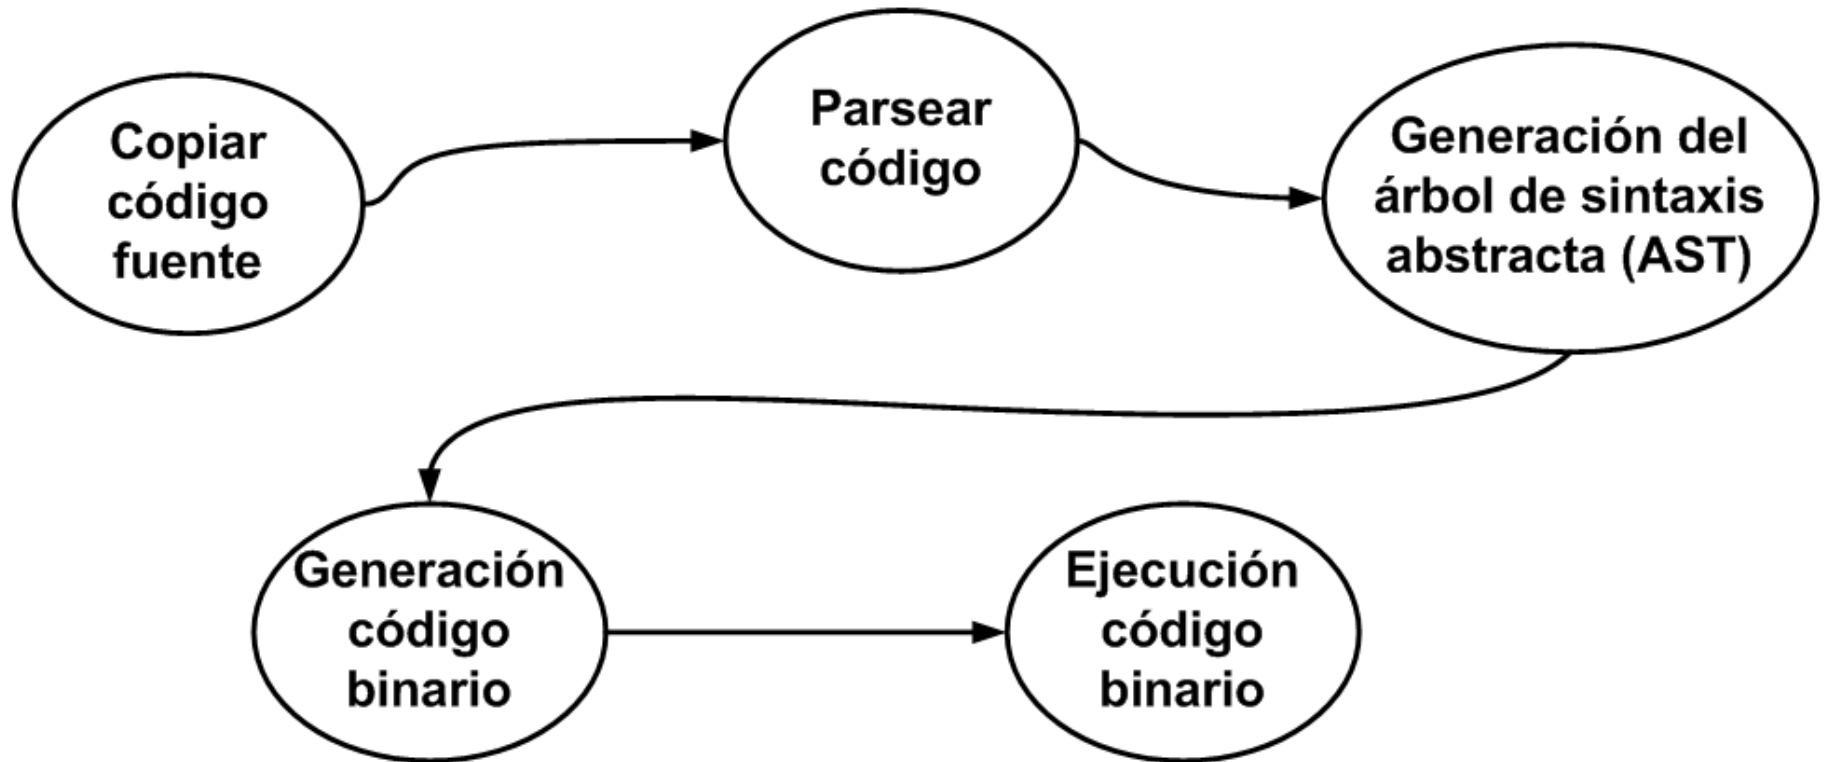 Copiar
código
fuente
Parsear
código
Generación del
árbol de sintaxis
abstracta (AST)
Generación
código
binario
Ejecución
código
binario